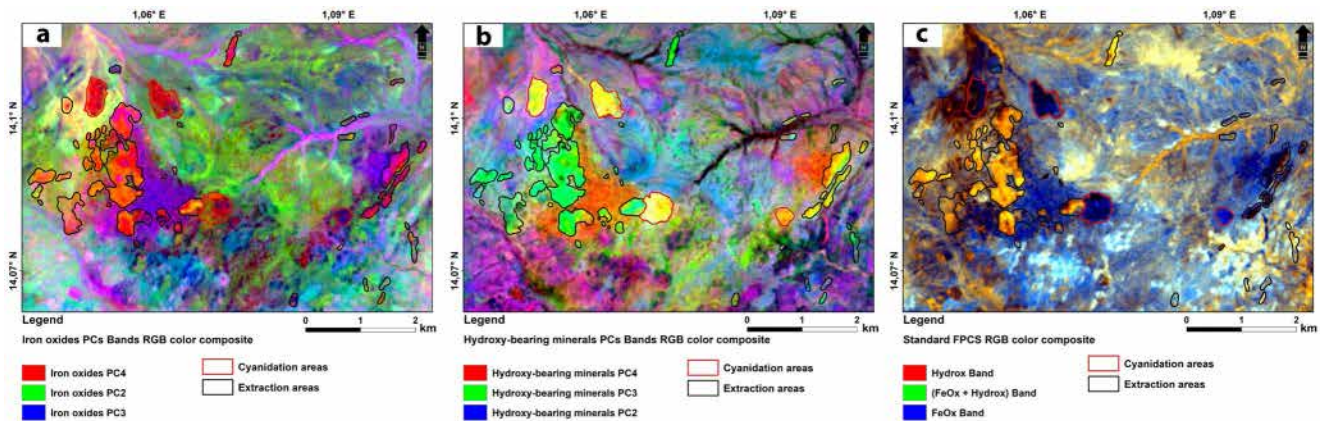 1,06° E 1,09° E 1,06° E 1,09° E 1,06° E 1,09° E
a b c
14,1° N 14,1° N 14,1° N
14,07° N 14,07° N 14,07° N
Legend 0 1 2 km
Iron oxides PCs Bands RGB color composite
Iron oxides PC4 Cyanidation areas
Iron oxides PC2 Extraction areas
Iron oxides PC3
Legend 0 1 2 km
Hydroxy-bearing minerals PCs Bands RGB color composite
Hydroxy-bearing minerals PC4 Cyanidation areas
Hydroxy-bearing minerals PC3 Extraction areas
Hydroxy-bearing minerals PC2
Legend 0 1 2 km
Standard FPCS RGB color composite
Hydrox Band Cyanidation areas
(FeOx + Hydrox) Band Extraction areas
FeOx Band